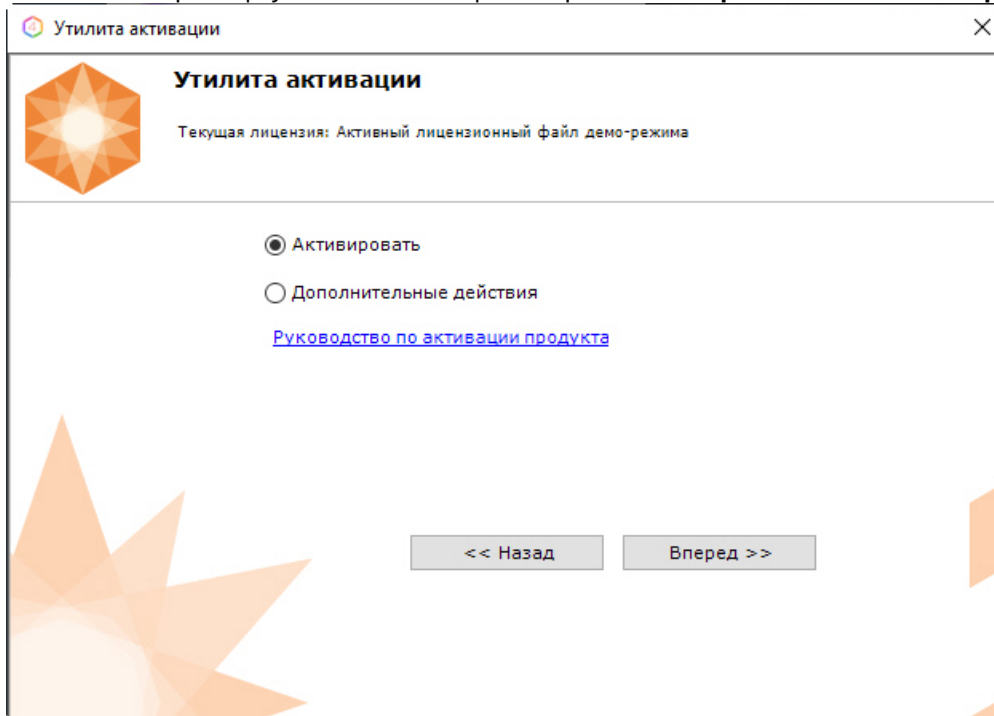 Утилита активации
Утилита активации
Текущая лицензия: Активный лицензионный файл демо-режима
Активировать
Дополнительные действия
Руководство по активации продукта
<< Назад
Вперед >>